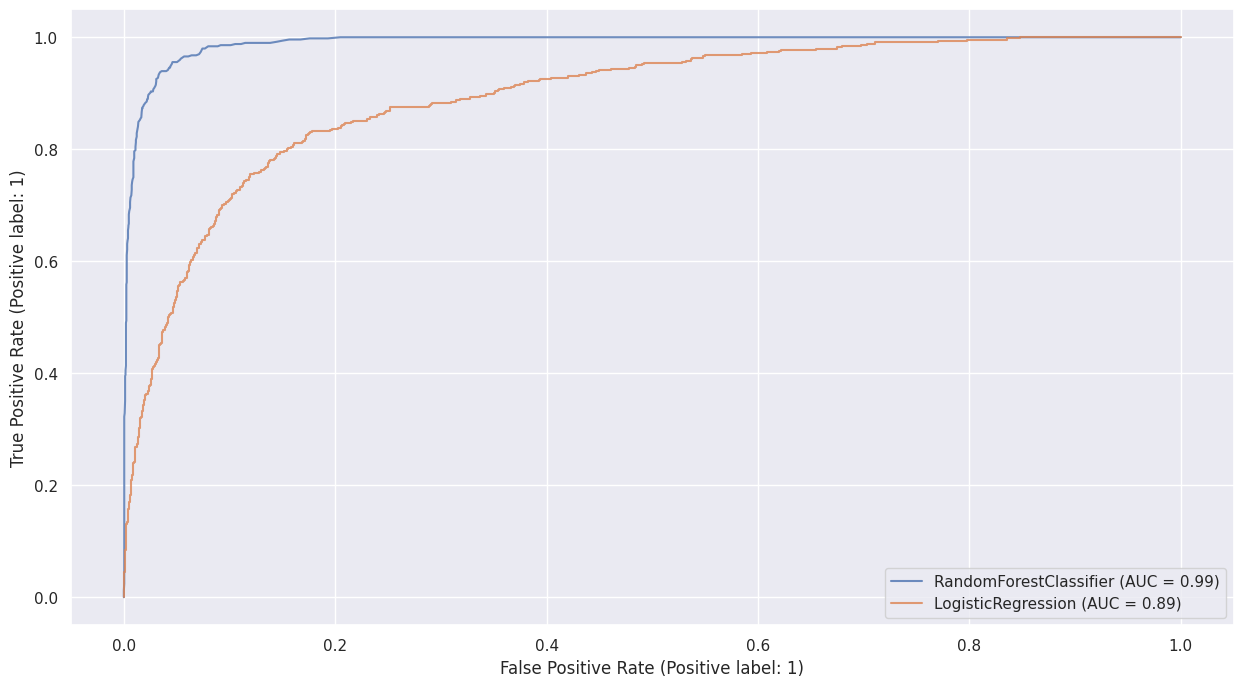 1.0
0.8
0.6
0.4
0.2
0.0
True Positive Rate (Positive label: 1)
RandomForestClassifier (AUC = 0.99)
LogisticRegression (AUC = 0.89)
0.0 0.2 0.4 0.6 0.8 1.0
False Positive Rate (Positive label: 1)